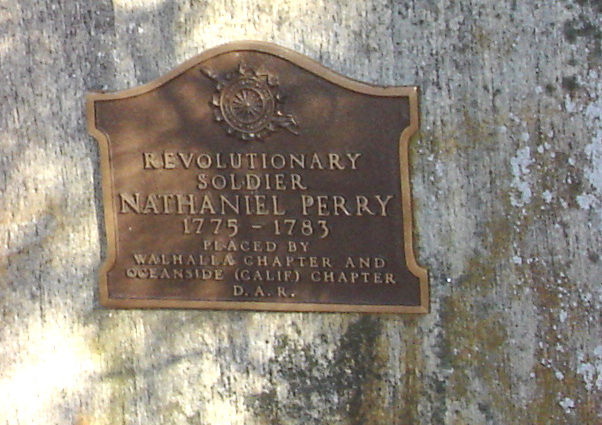 REVOLUTIONARY
SOLDIER
NATHANIEL PERRY
1775 - 1783
PLACED BY
WALHALLA CHAPTER AND
OCEANSIDE (CALIF) CHAPTER
D.A.R.